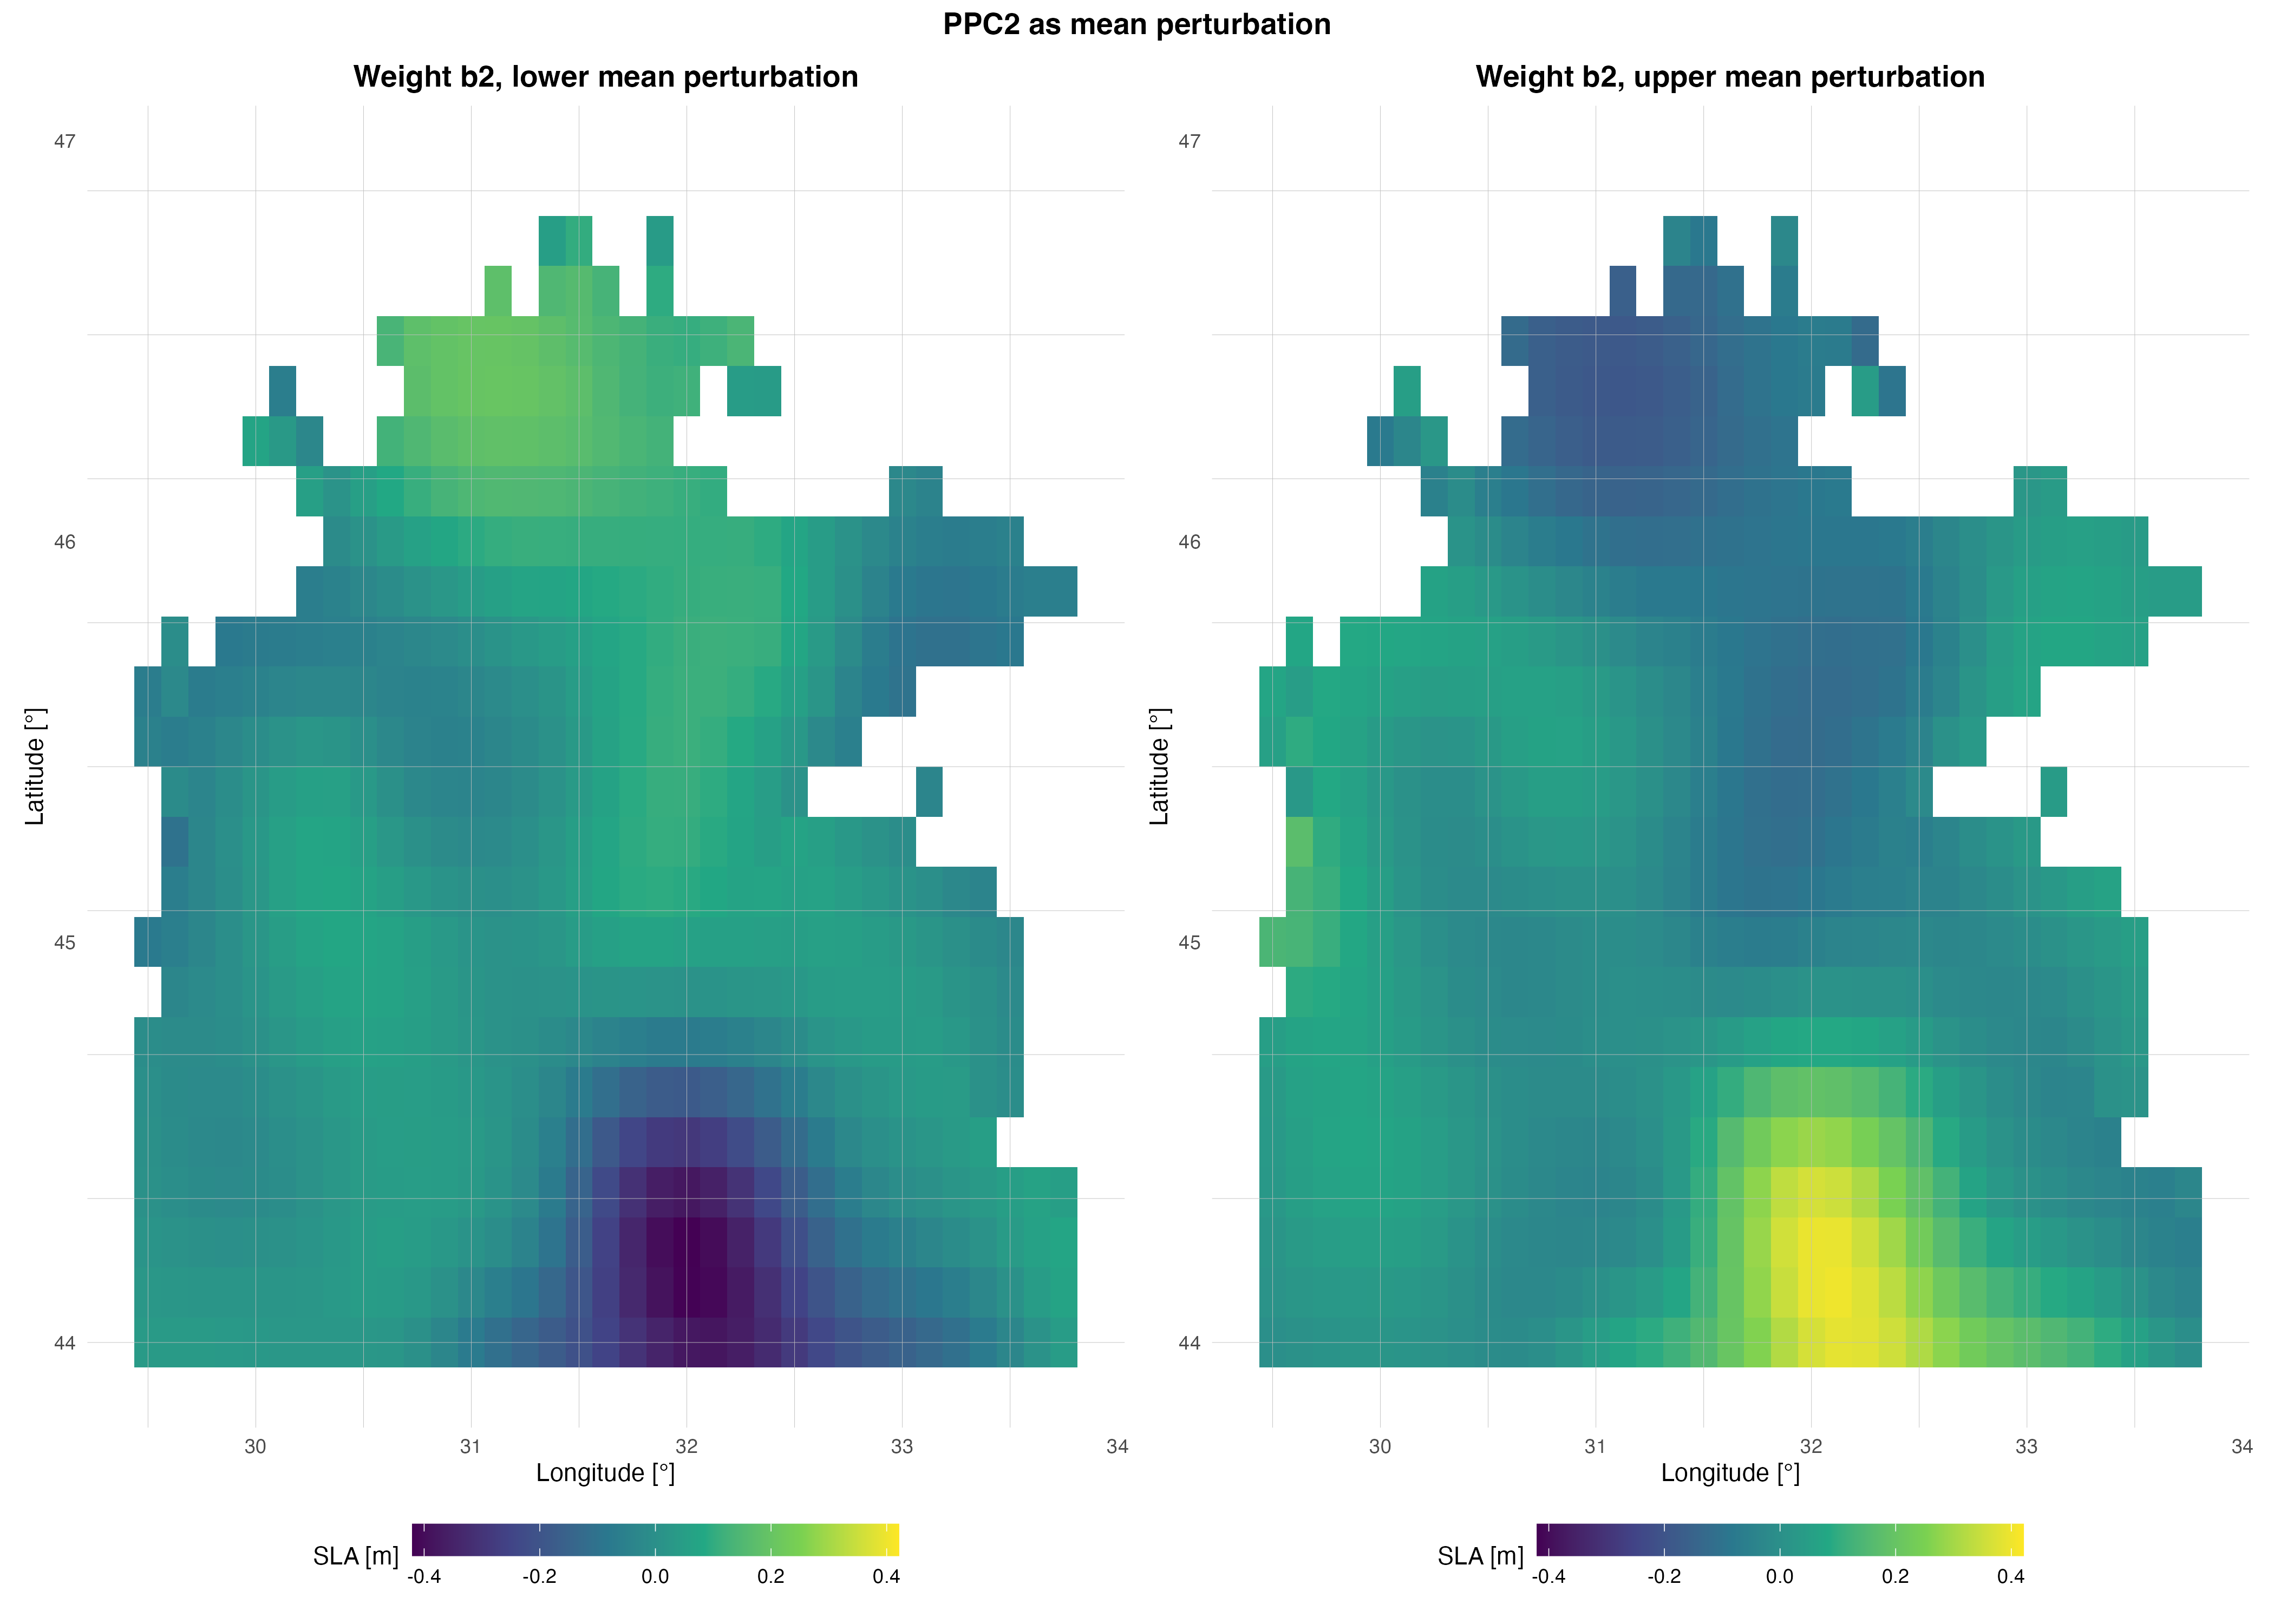 PPC2 as mean perturbation
Weight b2, lower mean perturbation
47
46
45
44
Latitude [°]
30 31 32 33 34
Longitude [°]
SLA [m]
-0.4 -0.2 0.0 0.2 0.4
Weight b2, upper mean perturbation
47
46
45
44
Latitude [°]
30 31 32 33 34
Longitude [°]
SLA [m]
-0.4 -0.2 0.0 0.2 0.4